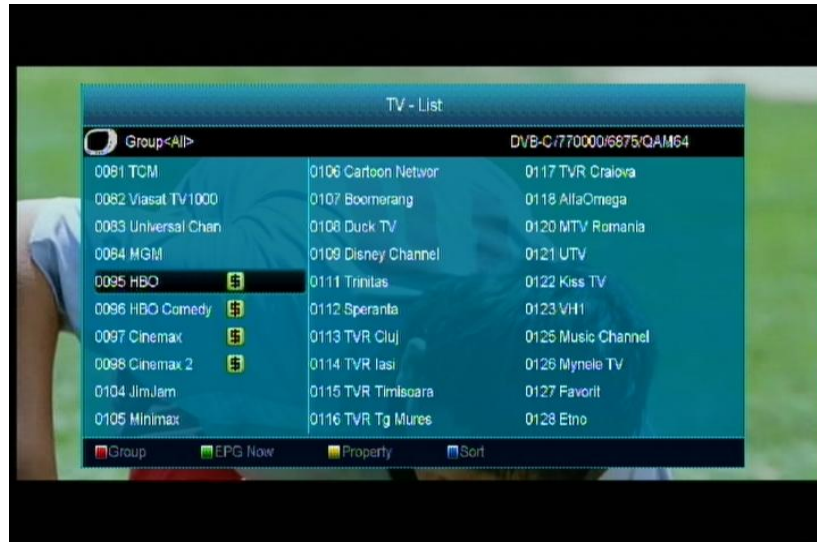 TV - List
Group<All> DVB-C/770000/6875/QAM64
0081 TCM
0082 Viasat TV1000
0083 Universal Chan
0084 MGM
0095 HBO $
0096 HBO Comedy $
0097 Cinemax $
0098 Cinemax 2 $
0104 JimJam
0105 Minimax
0106 Cartoon Networ
0107 Boomerang
0108 Duck TV
0109 Disney Channel
0111 Trinitas
0112 Speranta
0113 TVR Cluj
0114 TVR Iasi
0115 TVR Timisoara
0116 TVR Tg Mures
0117 TVR Craiova
0118 AlfaOmega
0120 MTV Romania
0121 UTV
0122 Kiss TV
0123 VH1
0125 Music Channel
0126 Mynele TV
0127 Favorit
0128 Etno
Group EPG Now Property Sort